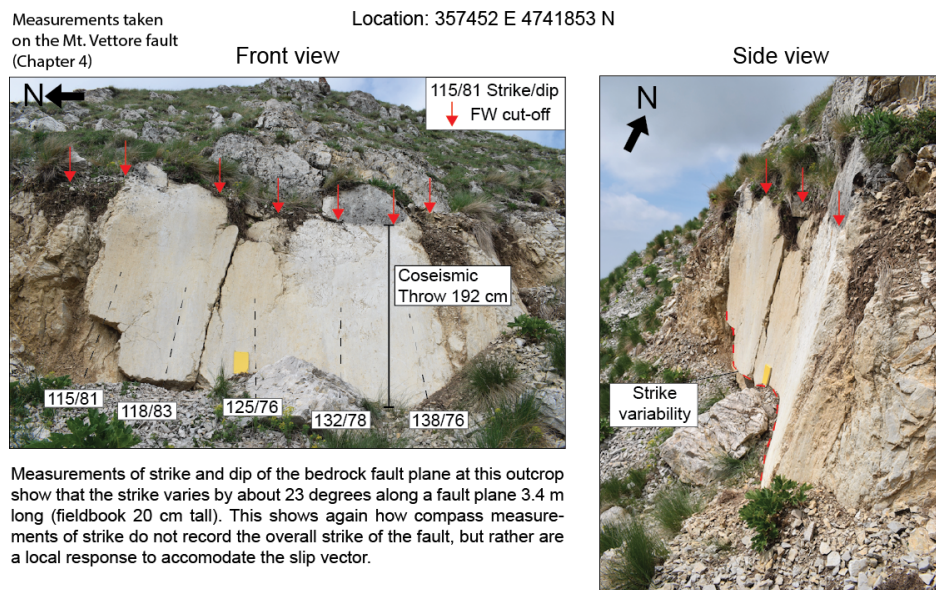 Measurements taken
on the Mt. Vettore fault
(Chapter 4)
Location: 357452 E 4741853 N
Front view
Side view
N
115/81 Strike/dip
FW cut-off
N
Coseismic
Throw 192 cm
115/81
118/83
125/76
132/78
138/76
Strike
variability
Measurements of strike and dip of the bedrock fault plane at this outcrop
show that the strike varies by about 23 degrees along a fault plane 3.4 m
long (fieldbook 20 cm tall). This shows again how compass measure-
ments of strike do not record the overall strike of the fault, but rather are
a local response to accomodate the slip vector.